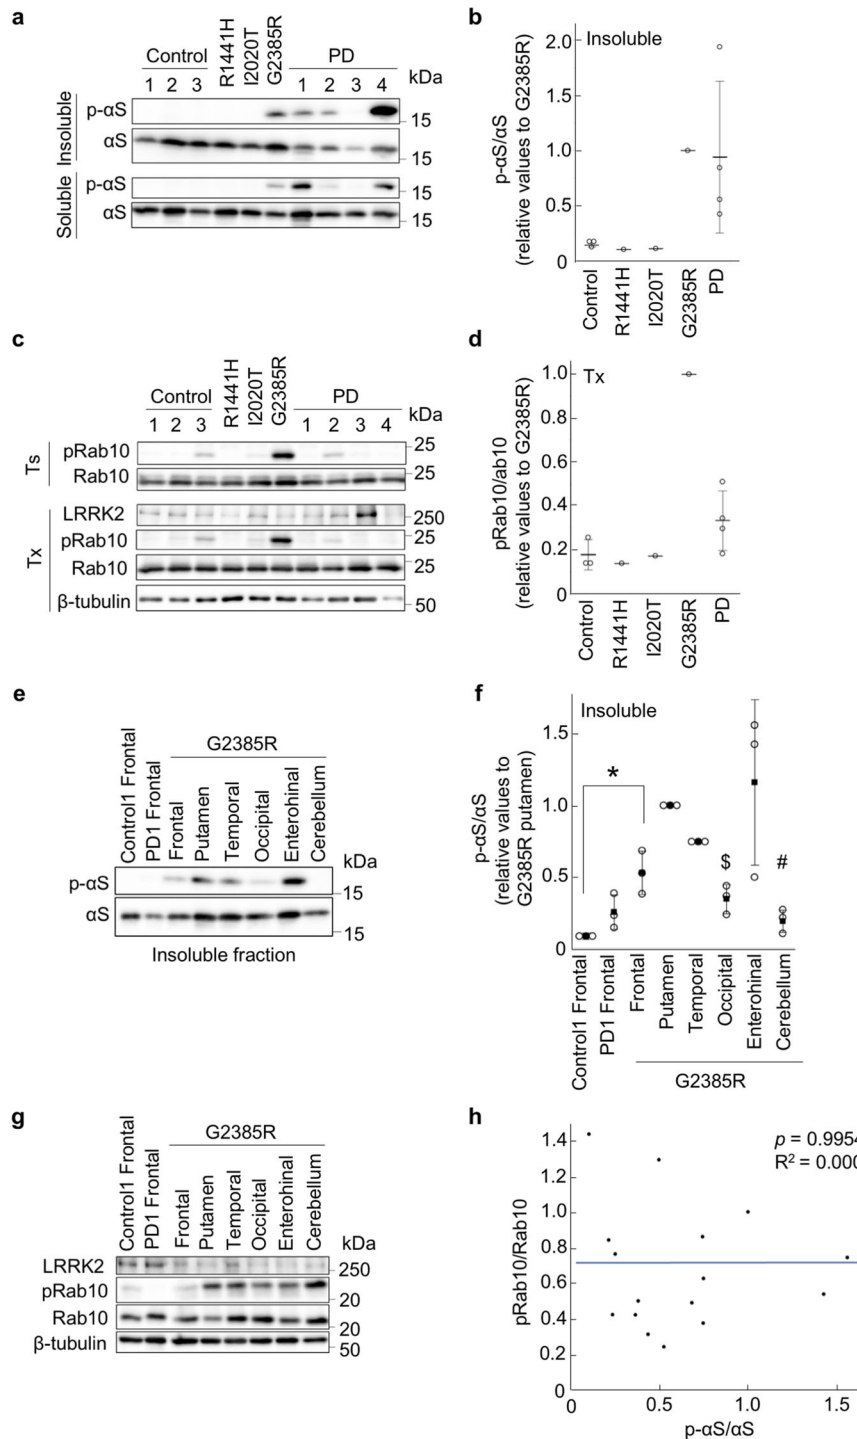 a
Control
R1441H
I2020T
G2385R
PD
1 2 3 1 2 3 4 kDa
Insoluble
p-αS
15
αS
15
Soluble
p-αS
αS
15
b
Insoluble
p-αS/αS
(relative values to G2385R)
2.0
1.5
1.0
0.5
0
Control
R1441H
I2020T
G2385R
PD
c
Control
R1441H
I2020T
G2385R
PD
1 2 3 1 2 3 4 kDa
Ts
pRab10 25
Rab10 25
Tx
LRRK2 250
pRab10 25
Rab10 25
β-tubulin 50
d
Tx
pRab10/ab10
(relative values to G2385R)
1.0
0.8
0.6
0.4
0.2
0
Control
R1441H
I2020T
G2385R
PD
e
Control1 Frontal
PD1 Frontal
G2385R
Frontal
Putamen
Temporal
Occipital
Enterohinal
Cerebellum
kDa
p-αS 15
αS 15
Insoluble fraction
f
Insoluble
p-αS/αS
(relative values to
G2385R putamen)
1.5
1.0
0.5
0
*
$
#
Control1 Frontal
PD1 Frontal
Frontal
Putamen
Temporal
Occipital
Enterohinal
Cerebellum
G2385R
g
Control1 Frontal
PD1 Frontal
G2385R
Frontal
Putamen
Temporal
Occipital
Enterohinal
Cerebellum
kDa
LRRK2 250
pRab10 20
Rab10 20
β-tubulin 50
h
p = 0.9954
R² = 0.000
pRab10/Rab10
1.4
1.2
1.0
0.8
0.6
0.4
0.2
0
0 0.5 1.0 1.5
p-αS/αS